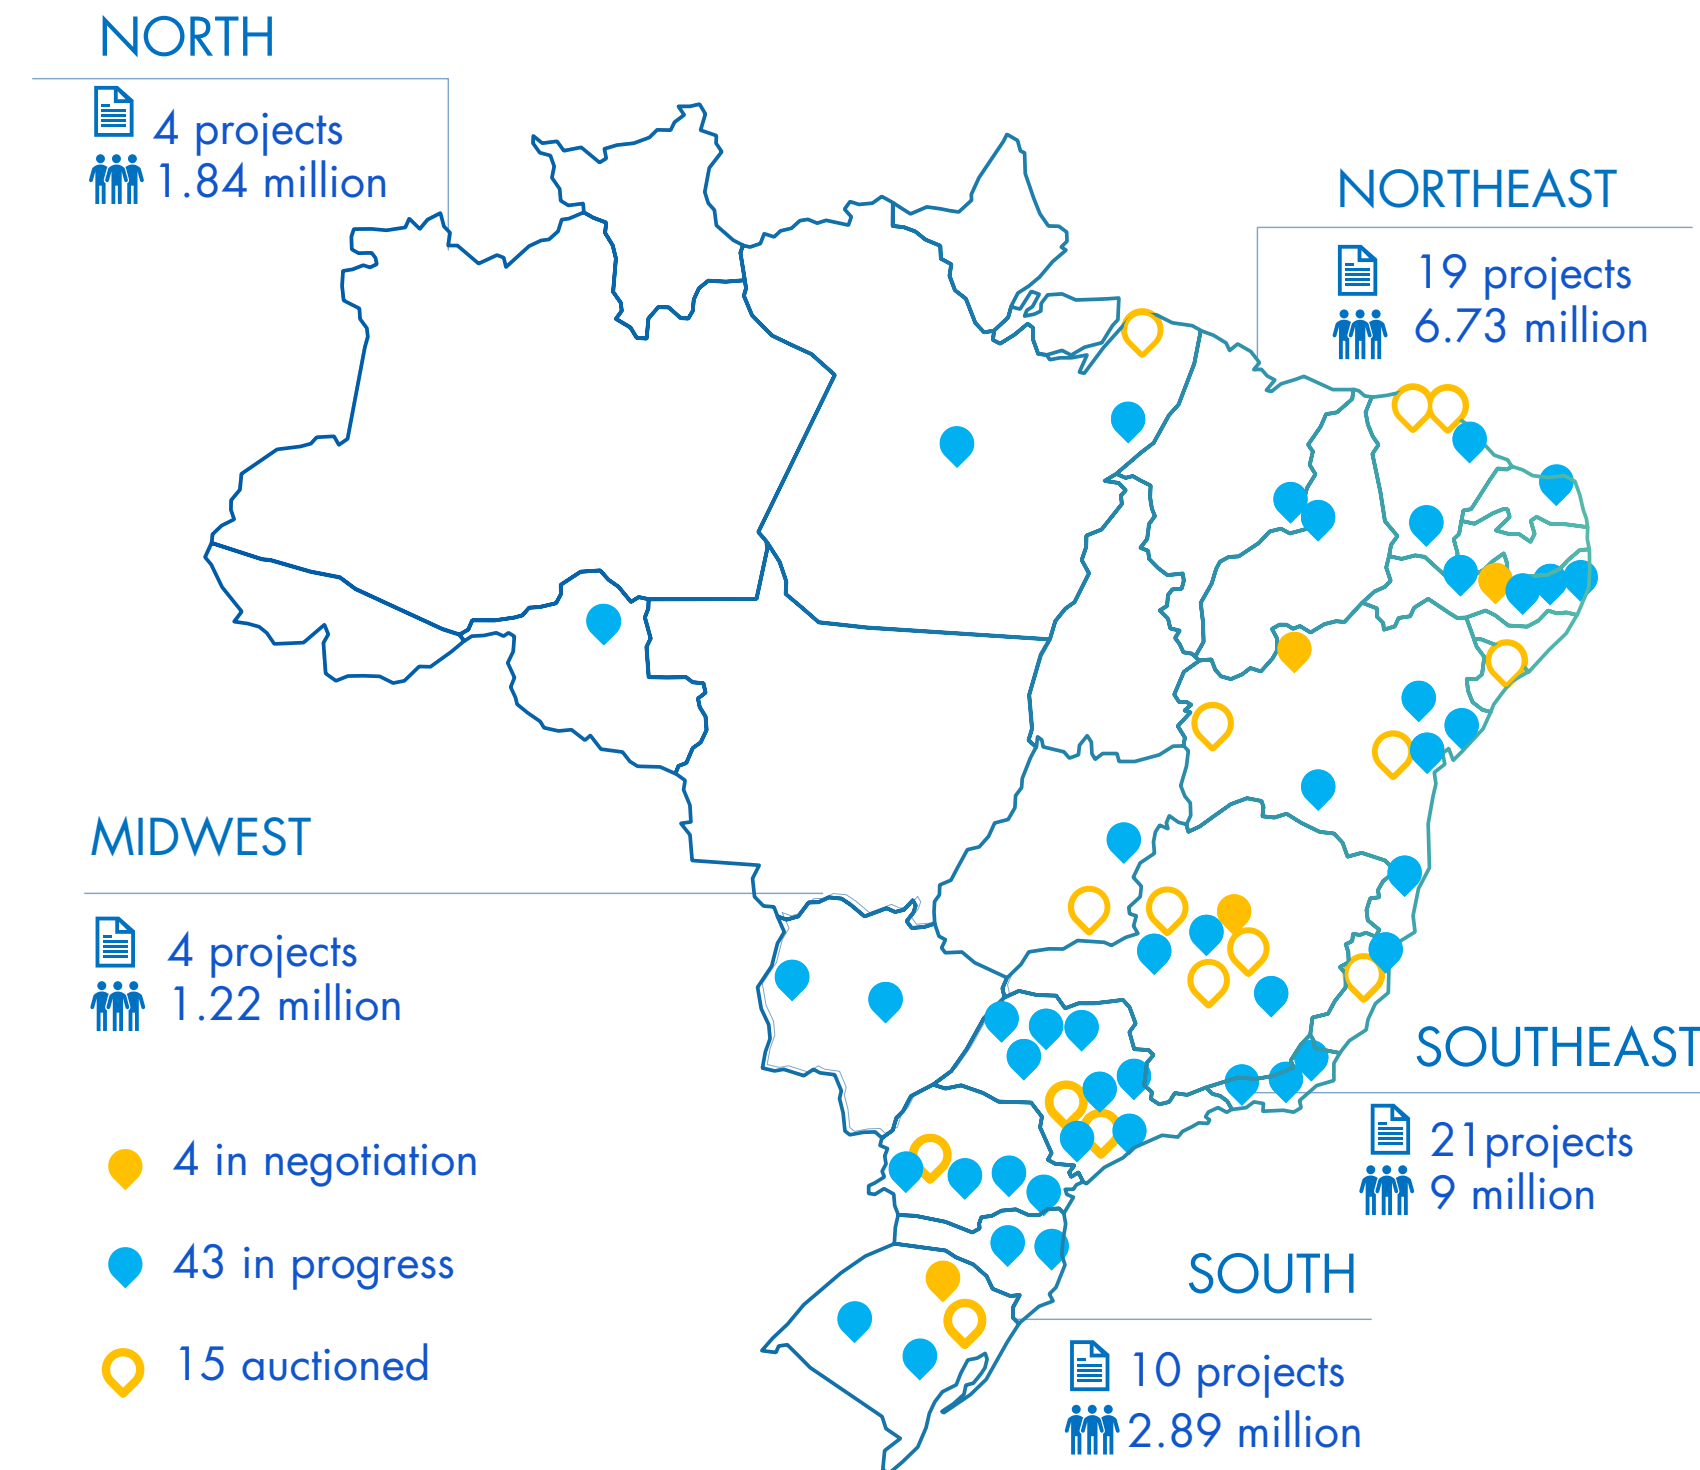 NORTH
4 projects
1.84 million
NORTHEAST
19 projects
6.73 million
MIDWEST
4 projects
1.22 million
SOUTHEAST
21projects
9 million
4 in negotiation
43 in progress
15 auctioned
SOUTH
10 projects
2.89 million